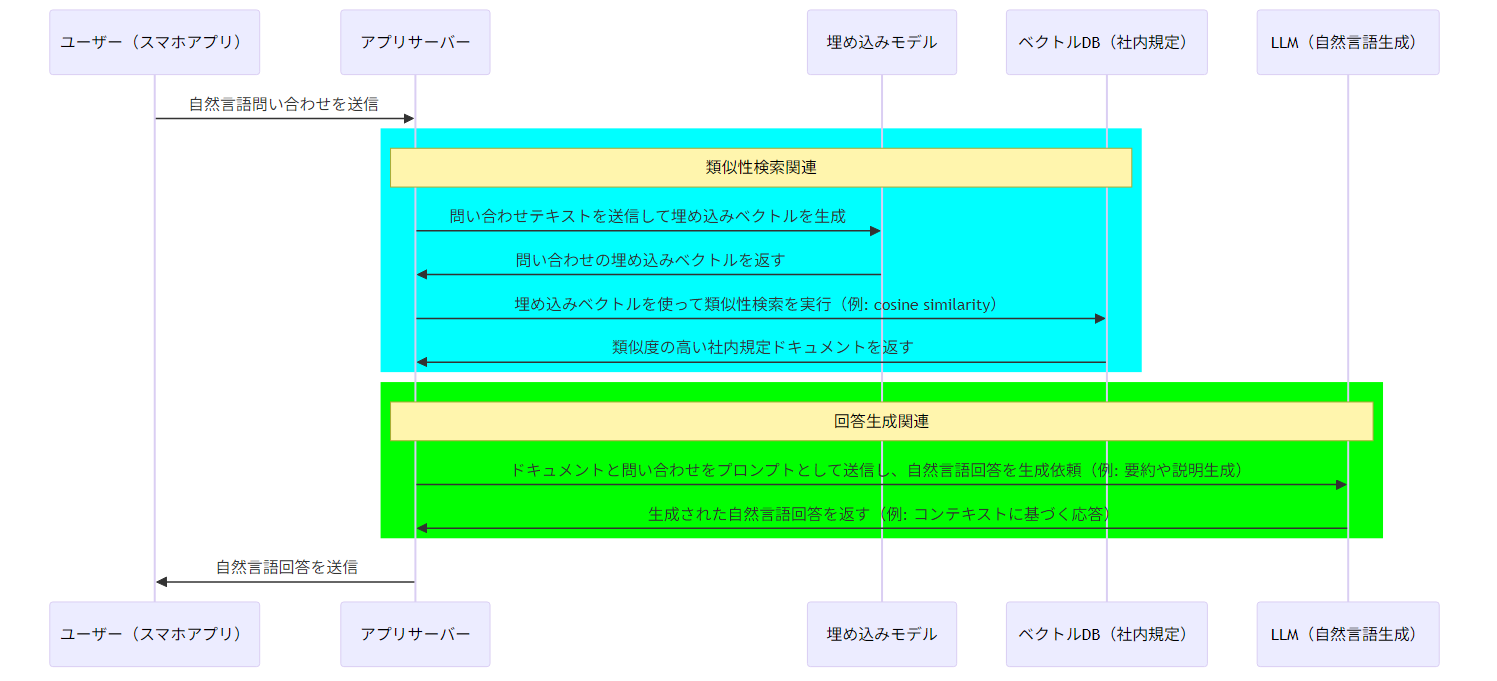 ユーザー（スマホアプリ）
アプリサーバー
埋め込みモデル
ベクトルDB（社内規定）
LLM（自然言語生成）
自然言語問い合わせを送信
類似性検索関連
問い合わせテキストを送信して埋め込みベクトルを生成
問い合わせの埋め込みベクトルを返す
埋め込みベクトルを使って類似性検索を実行（例: cosine similarity）
類似度の高い社内規定ドキュメントを返す
回答生成関連
ドキュメントと問い合わせをプロンプトとして送信し、自然言語回答を生成依頼（例: 要約や説明生成）
生成された自然言語回答を返す（例: コンテキストに基づく応答）
自然言語回答を送信
ユーザー（スマホアプリ）
アプリサーバー
埋め込みモデル
ベクトルDB（社内規定）
LLM（自然言語生成）